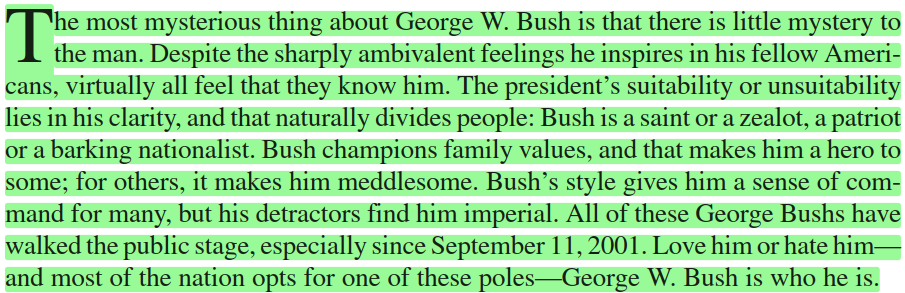 The most mysterious thing about George W. Bush is that there is little mystery to
the man. Despite the sharply ambivalent feelings he inspires in his fellow Ameri-
cans, virtually all feel that they know him. The president’s suitability or unsuitability
lies in his clarity, and that naturally divides people: Bush is a saint or a zealot, a patriot
or a barking nationalist. Bush champions family values, and that makes him a hero to
some; for others, it makes him meddlesome. Bush’s style gives him a sense of com-
mand for many, but his detractors find him imperial. All of these George Bushs have
walked the public stage, especially since September 11, 2001. Love him or hate him—
and most of the nation opts for one of these poles—George W. Bush is who he is.